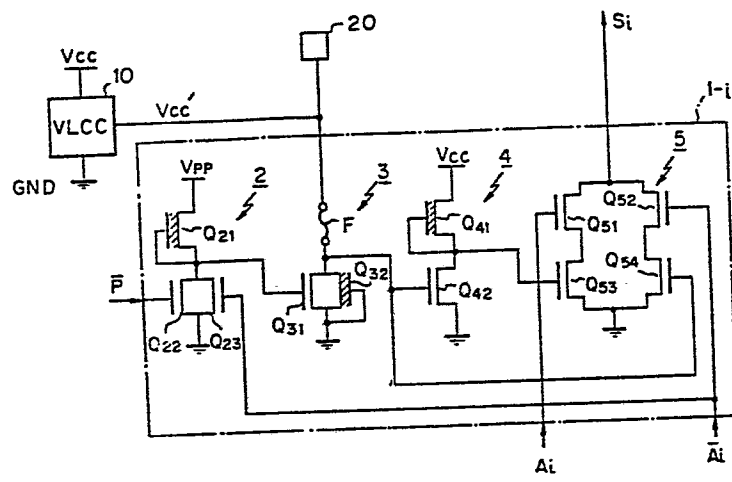 20
Si
Vcc
10
VLCC
Vcc'
GND
1-i
VPP
2
3
Vcc
4
5
Q21
F
Q41
Q51
Q52
P̅
Q22
Q23
Q31
Q32
Q42
Q53
Q54
Ai
A̅i